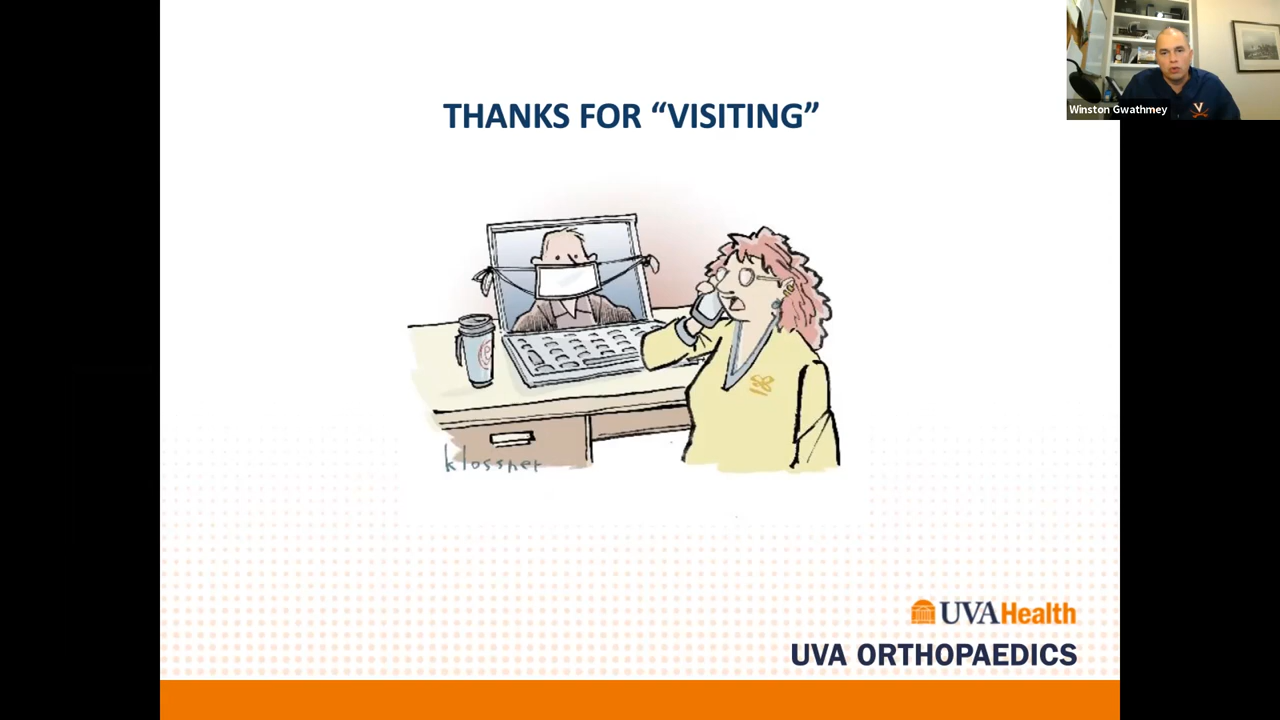 THANKS FOR “VISITING”
Winston Gwathmey
klossner
UVAHealth
UVA ORTHOPAEDICS